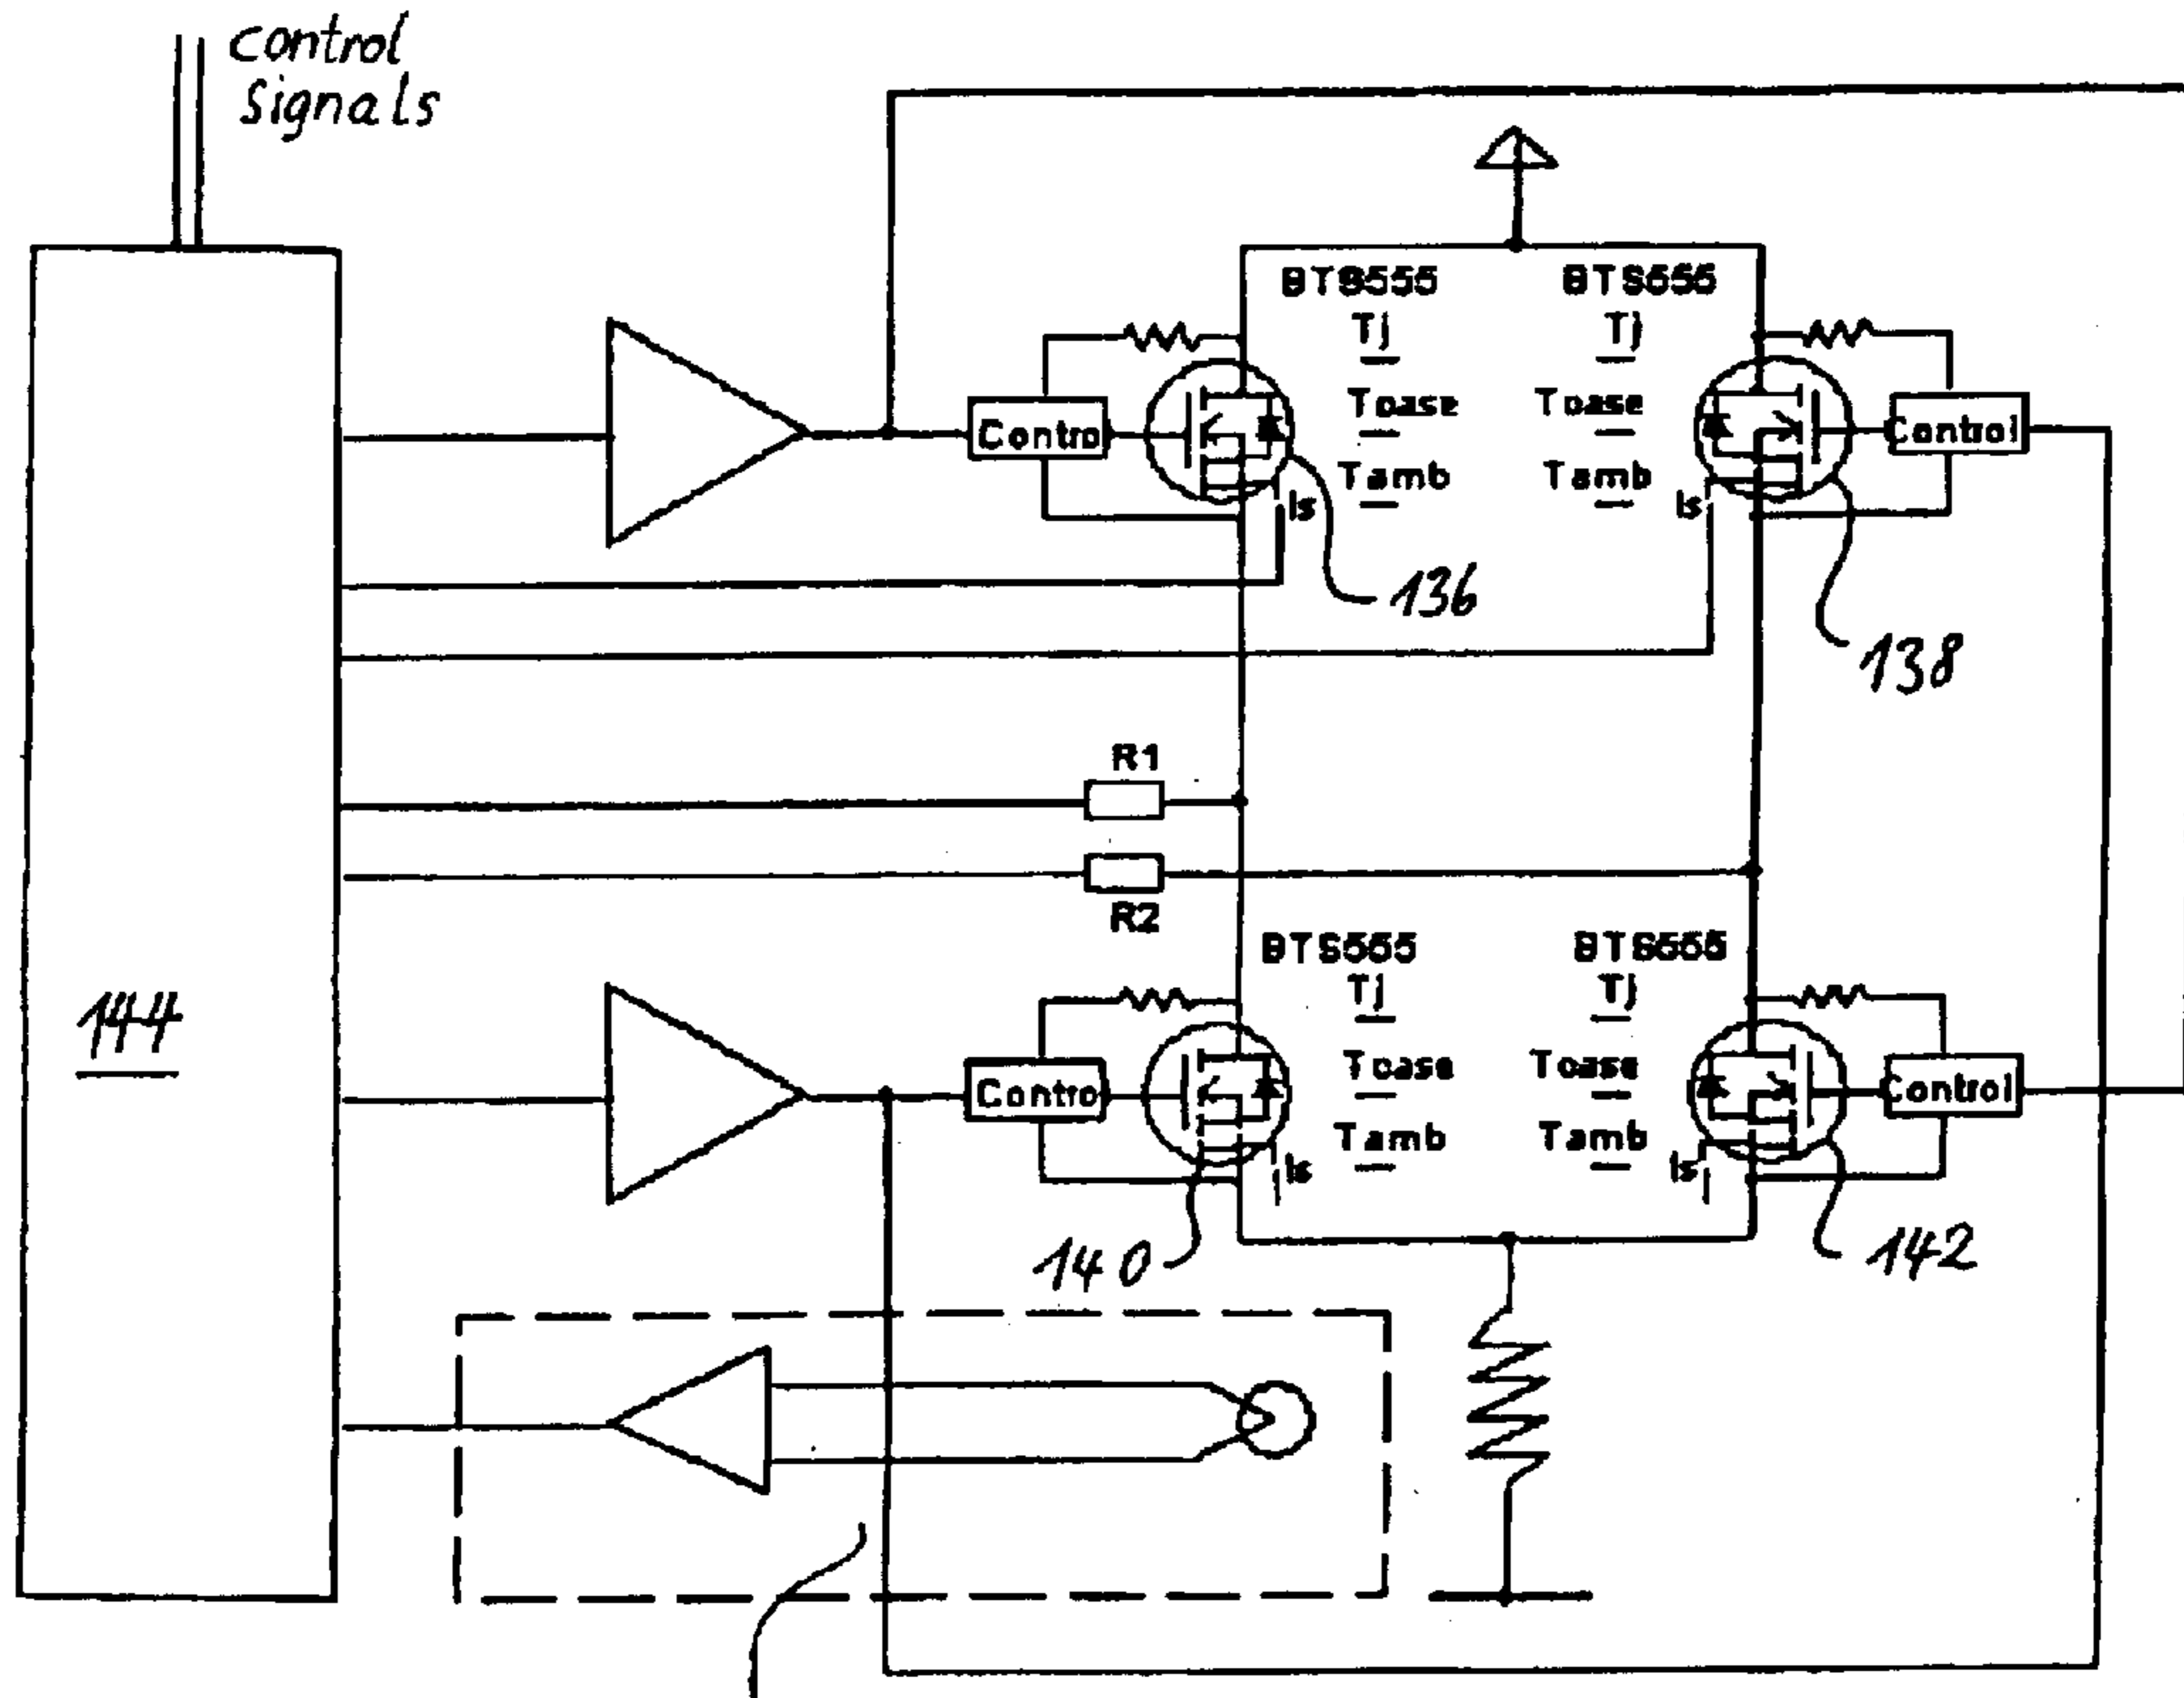 control
signals
BTS555
BTS555
Tj
Tj
Tcase
Tcase
Contro
Control
Tamb
Tamb
Is
Is
136
138
R1
R2
BTS555
BTS555
Tj
Tj
144
Tcase
Tcase
Contro
Control
Tamb
Tamb
Is
Is
140
142